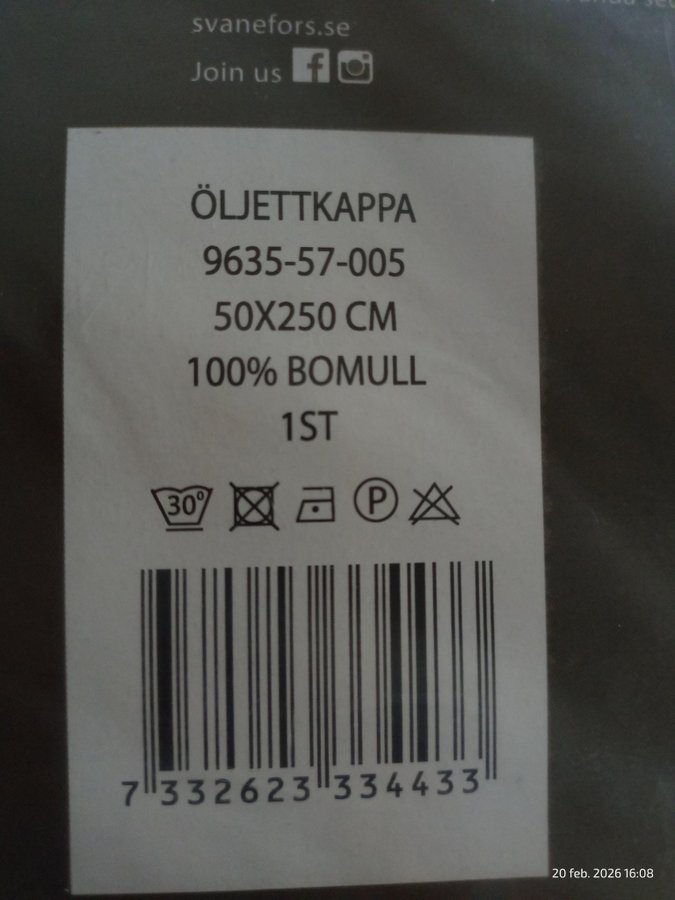 svanefors.se
Join us
ÖLJETTKAPPA
9635-57-005
50X250 CM
100% BOMULL
1ST
30°
P
7 332623 334433
20 feb. 2026 16:08